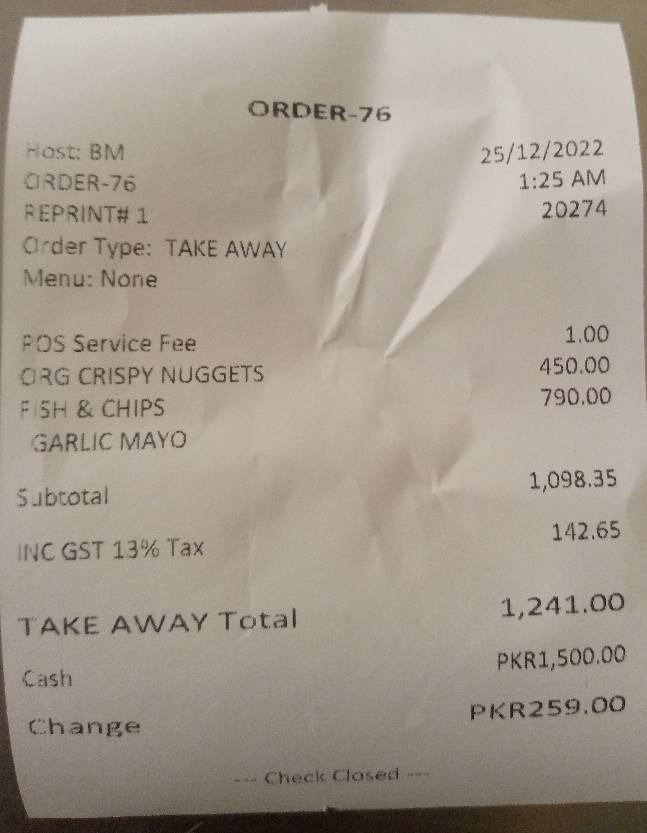 ORDER-76
Host: BM 25/12/2022
ORDER-76 1:25 AM
REPRINT# 1 20274
Order Type: TAKE AWAY
Menu: None
POS Service Fee 1.00
ORG CRISPY NUGGETS 450.00
FISH & CHIPS 790.00
GARLIC MAYO
Subtotal 1,098.35
INC GST 13% Tax 142.65
TAKE AWAY Total 1,241.00
Cash PKR1,500.00
Change PKR259.00
--- Check Closed ---